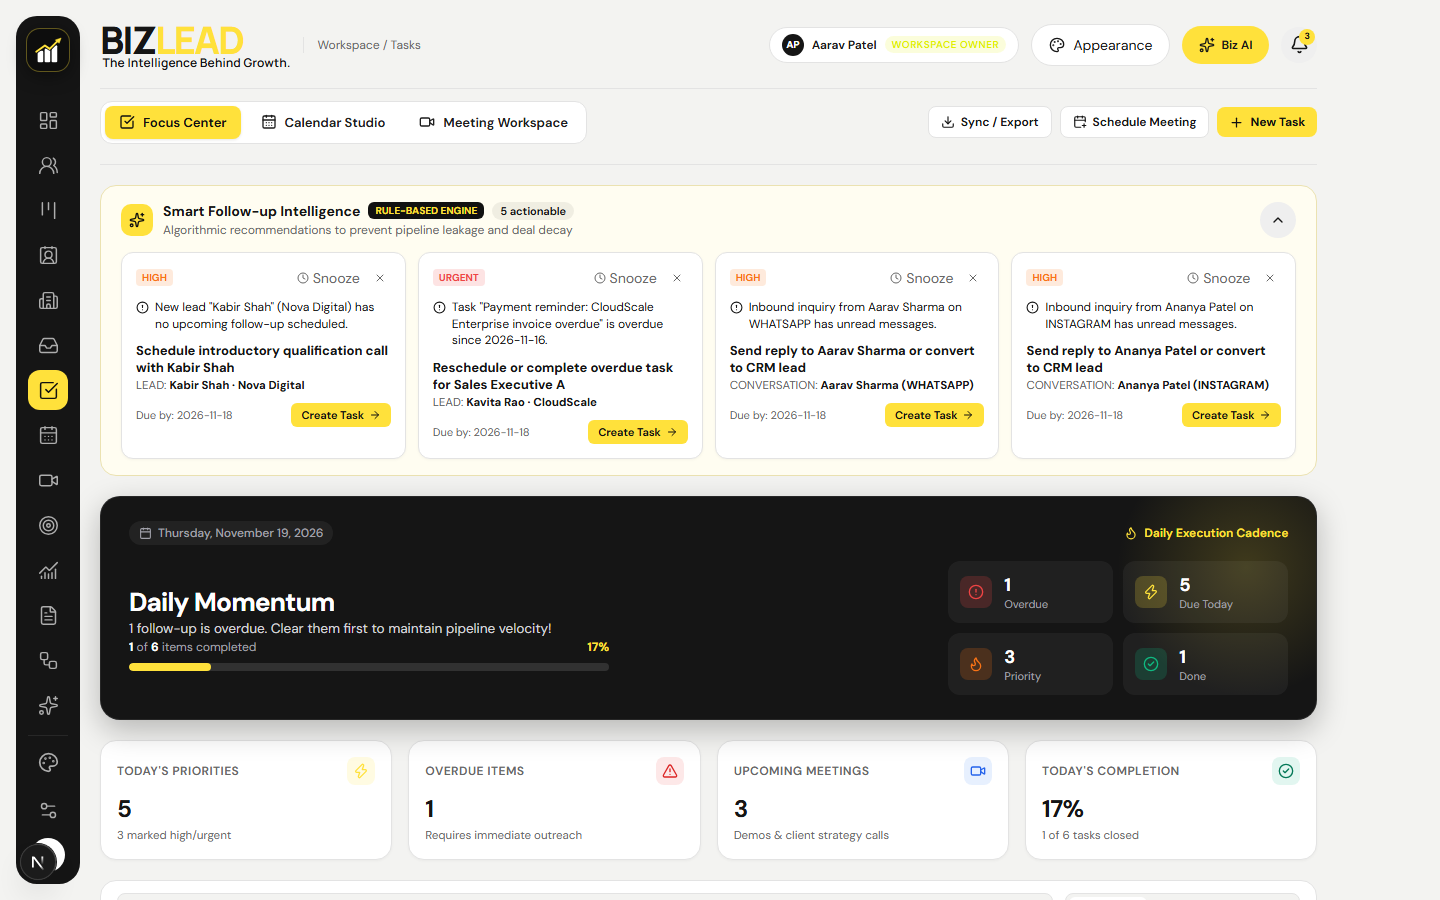 BIZLEAD
The Intelligence Behind Growth.
Workspace / Tasks
AP Aarav Patel WORKSPACE OWNER
Appearance
Biz AI
3
Focus Center
Calendar Studio
Meeting Workspace
Sync / Export
Schedule Meeting
New Task
Smart Follow-up Intelligence RULE-BASED ENGINE 5 actionable
Algorithmic recommendations to prevent pipeline leakage and deal decay
HIGH Snooze
New lead "Kabir Shah" (Nova Digital) has
no upcoming follow-up scheduled.
Schedule introductory qualification call
with Kabir Shah
LEAD: Kabir Shah · Nova Digital
Due by: 2026-11-18 Create Task
URGENT Snooze
Task "Payment reminder: CloudScale
Enterprise invoice overdue" is overdue
since 2026-11-16.
Reschedule or complete overdue task
for Sales Executive A
LEAD: Kavita Rao · CloudScale
Due by: 2026-11-18 Create Task
HIGH Snooze
Inbound inquiry from Aarav Sharma on
WHATSAPP has unread messages.
Send reply to Aarav Sharma or convert
to CRM lead
CONVERSATION: Aarav Sharma (WHATSAPP)
Due by: 2026-11-18 Create Task
HIGH Snooze
Inbound inquiry from Ananya Patel on
INSTAGRAM has unread messages.
Send reply to Ananya Patel or convert
to CRM lead
CONVERSATION: Ananya Patel (INSTAGRAM)
Due by: 2026-11-18 Create Task
Thursday, November 19, 2026
Daily Execution Cadence
Daily Momentum
1 follow-up is overdue. Clear them first to maintain pipeline velocity!
1 of 6 items completed 17%
1
Overdue
5
Due Today
3
Priority
1
Done
TODAY'S PRIORITIES
5
3 marked high/urgent
OVERDUE ITEMS
1
Requires immediate outreach
UPCOMING MEETINGS
3
Demos & client strategy calls
TODAY'S COMPLETION
17%
1 of 6 tasks closed
N